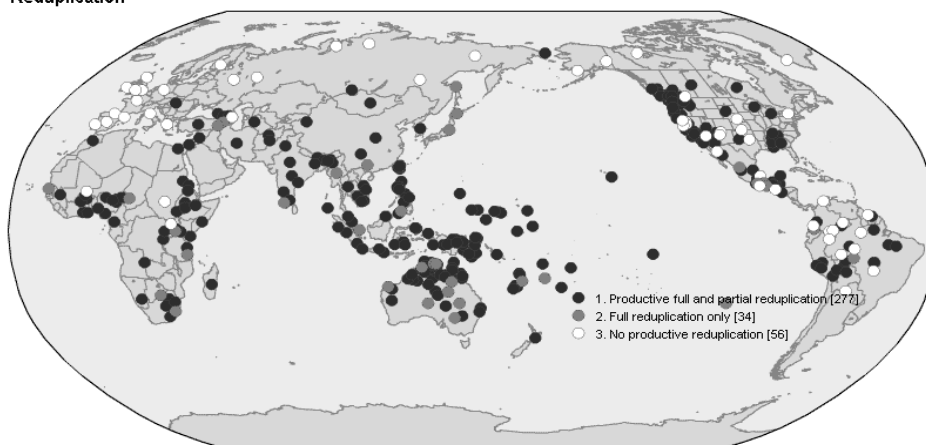 Reduplication
1. Productive full and partial reduplication [277]
2. Full reduplication only [34]
3. No productive reduplication [56]